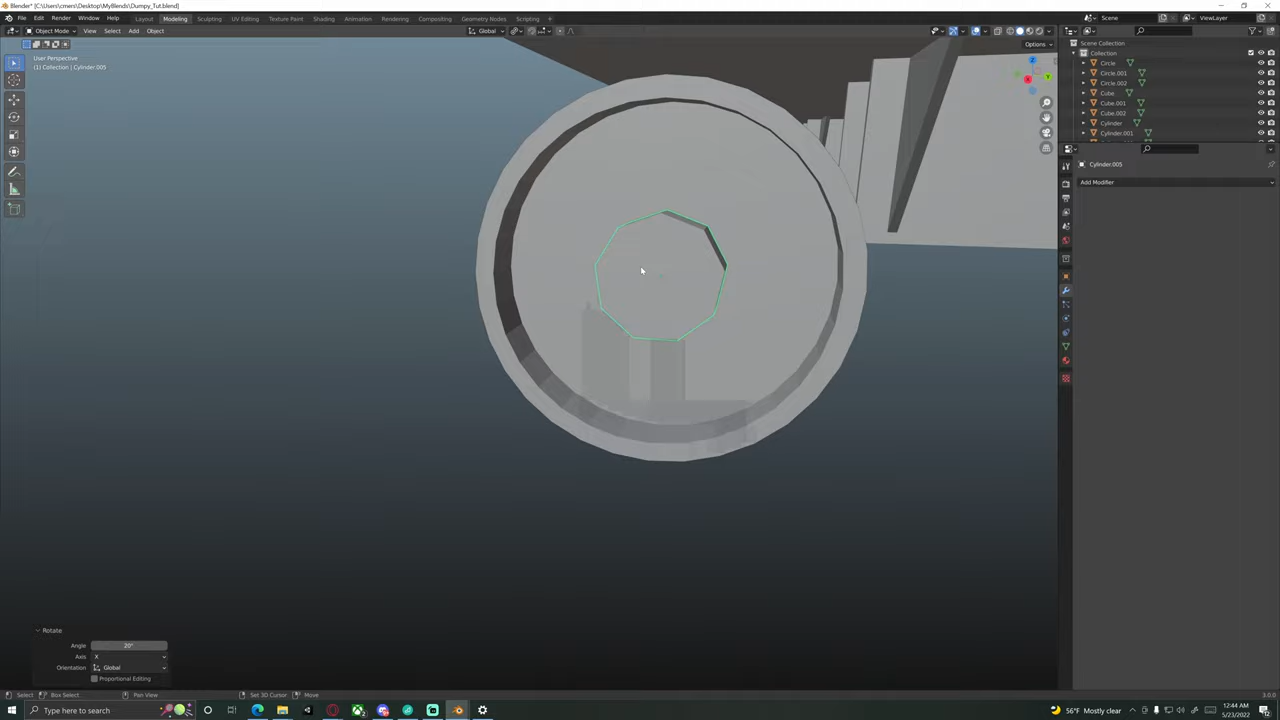 Blender* [C:\Users\cmers\Desktop\MyBlends\Dumpy_Tut.blend]
File Edit Render Window Help Layout Modeling Sculpting UV Editing Texture Paint Shading Animation Rendering Compositing Geometry Nodes Scripting + Scene ViewLayer
Object Mode View Select Add Object Global
Options
User Perspective
(1) Collection | Cylinder.005
Scene Collection
Collection
Circle
Circle.001
Circle.002
Cube
Cube.001
Cube.002
Cylinder
Cylinder.001
Cylinder.005
Add Modifier
X
Y
Z
Rotate
Angle 20°
Axis X
Orientation Global
Proportional Editing
Select Box Select Pan View Set 3D Cursor Move 3.0.0
Type here to search
56°F Mostly clear
12:44 AM
5/23/2022